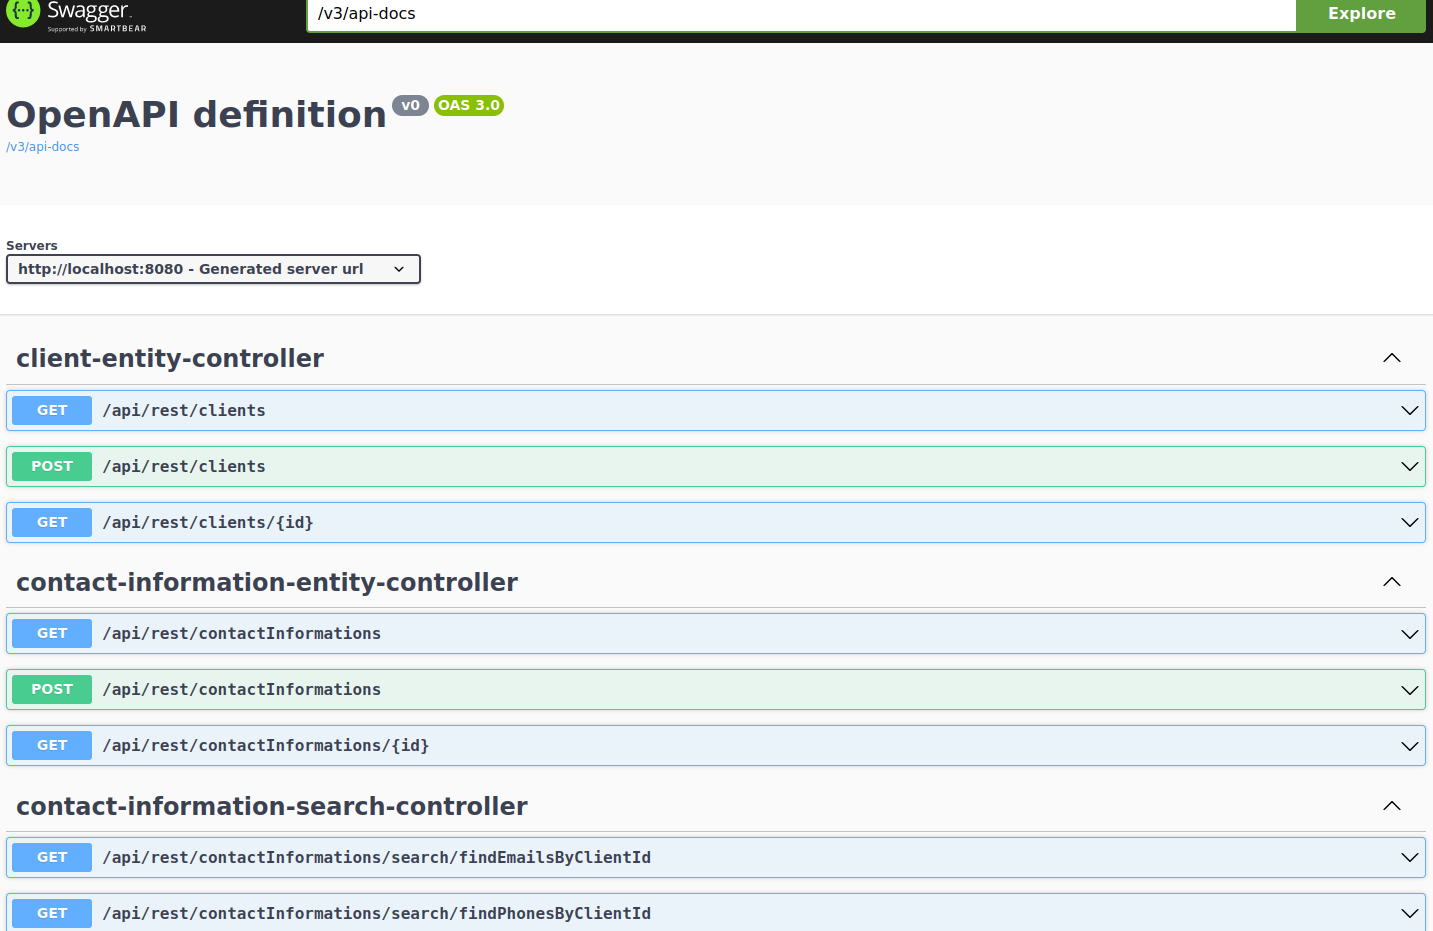 Swagger
Supported by SMARTBEAR
/v3/api-docs
Explore
OpenAPI definition v0 OAS 3.0
/v3/api-docs
Servers
http://localhost:8080 - Generated server url
client-entity-controller
GET /api/rest/clients
POST /api/rest/clients
GET /api/rest/clients/{id}
contact-information-entity-controller
GET /api/rest/contactInformations
POST /api/rest/contactInformations
GET /api/rest/contactInformations/{id}
contact-information-search-controller
GET /api/rest/contactInformations/search/findEmailsByClientId
GET /api/rest/contactInformations/search/findPhonesByClientId